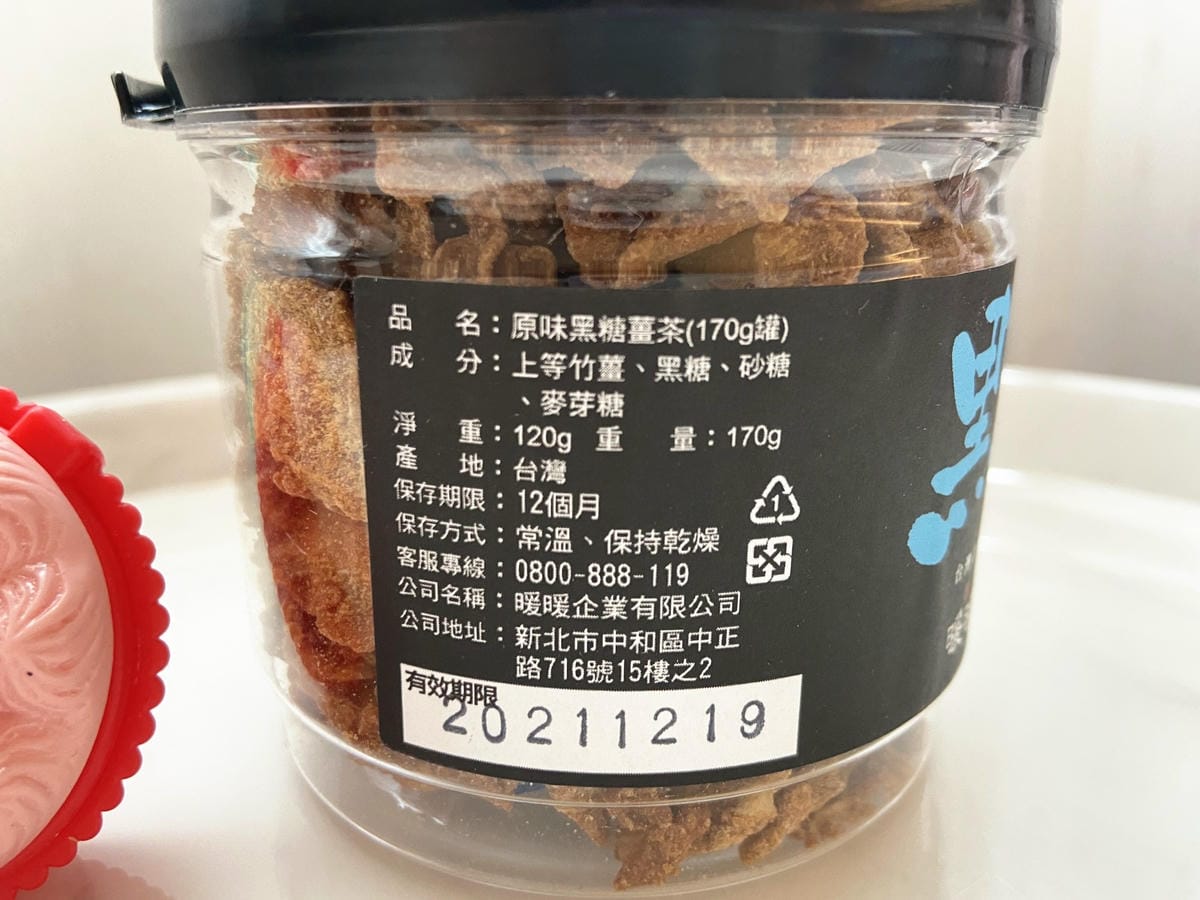 品 名：原味黑糖薑茶(170g罐)
成 分：上等竹薑、黑糖、砂糖
、麥芽糖
淨 重：120g 重 量：170g
產 地：台灣
保存期限：12個月
保存方式：常溫、保持乾燥
客服專線：0800-888-119
公司名稱：暖暖企業有限公司
公司地址：新北市中和區中正
路716號15樓之2
有效期限
20211219
1
黑
台灣
暖